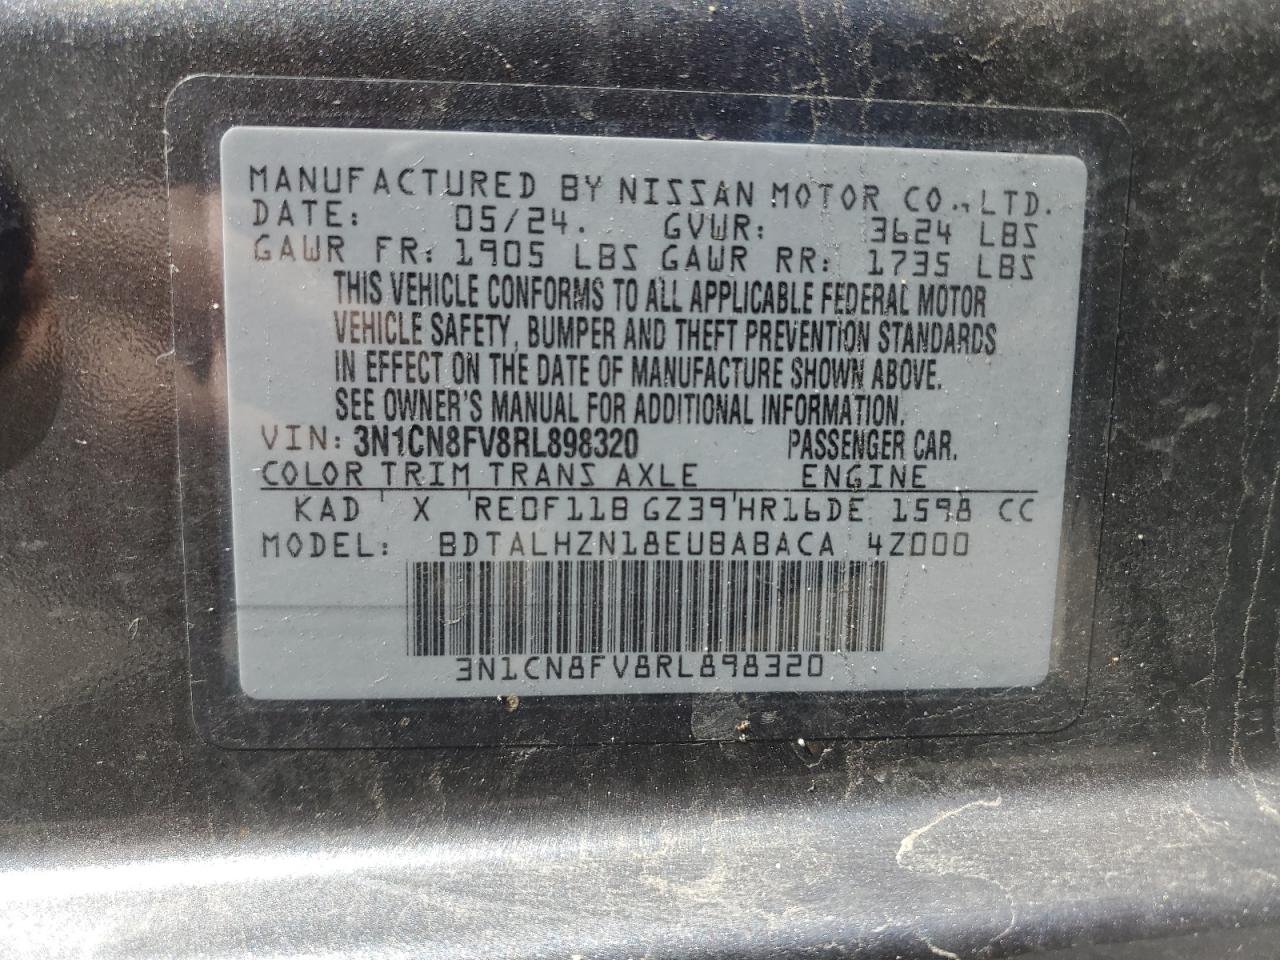 MANUFACTURED BY NISSAN MOTOR CO.,LTD.
DATE: 05/24. GVWR: 3624 LBS
GAWR FR: 1905 LBS GAWR RR: 1735 LBS
THIS VEHICLE CONFORMS TO ALL APPLICABLE FEDERAL MOTOR
VEHICLE SAFETY, BUMPER AND THEFT PREVENTION STANDARDS
IN EFFECT ON THE DATE OF MANUFACTURE SHOWN ABOVE.
SEE OWNER'S MANUAL FOR ADDITIONAL INFORMATION.
VIN: 3N1CN8FV8RL898320 PASSENGER CAR.
COLOR TRIM TRANS AXLE ENGINE
KAD ' X RE0F11B GZ39'HR16DE 1598 CC
MODEL: BDTALHZN18EUBABACA 4Z000
3N1CN8FV8RL898320